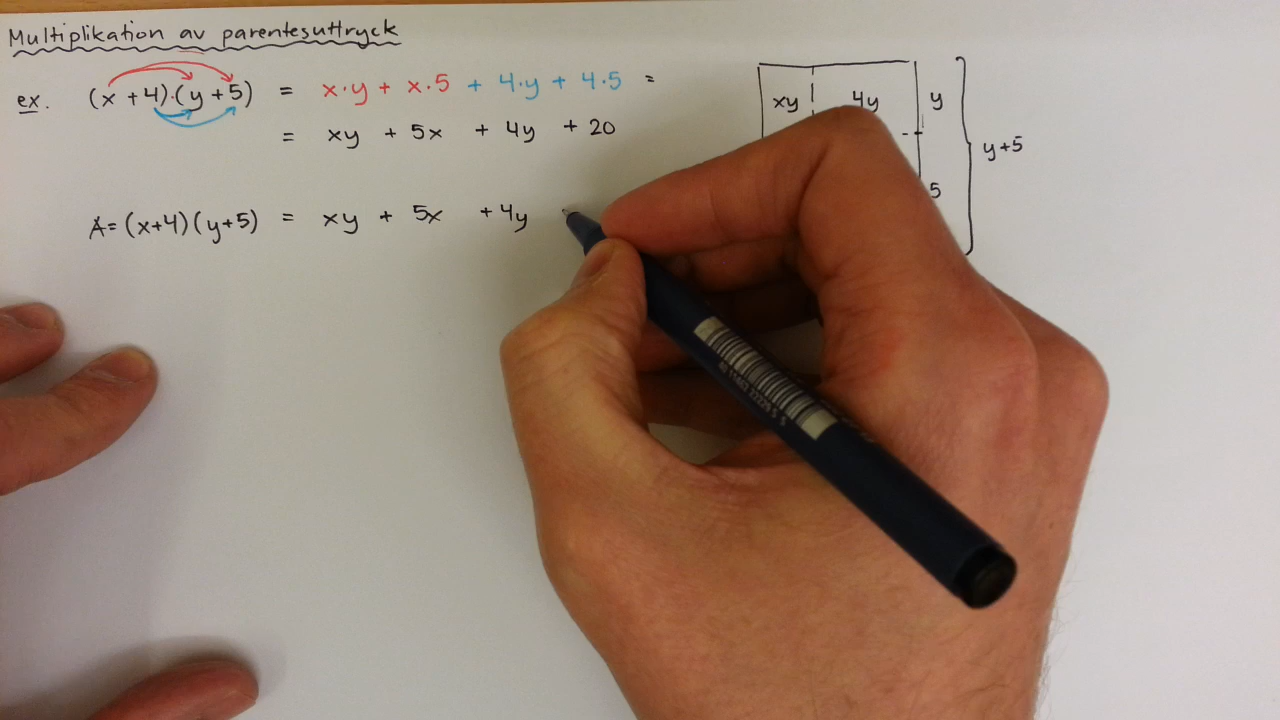 Multiplikation av parentesuttryck
ex. (x + 4)·(y + 5) = x·y + x·5 + 4·y + 4·5 =
= xy + 5x + 4y + 20
A = (x+4)(y+5) = xy + 5x + 4y
xy 4y y
y+5
5